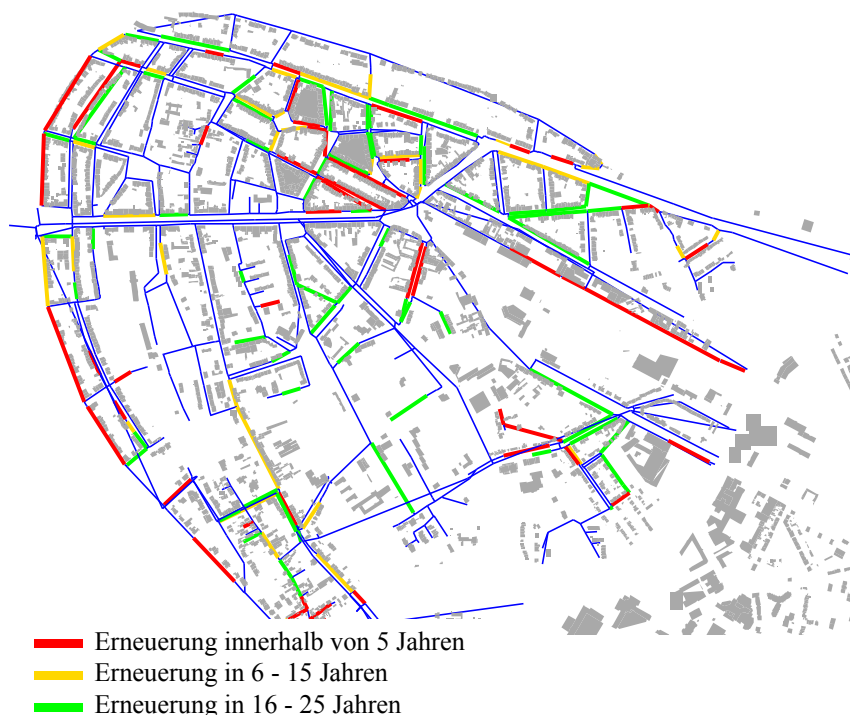 Erneuerung innerhalb von 5 Jahren
Erneuerung in 6 - 15 Jahren
Erneuerung in 16 - 25 Jahren